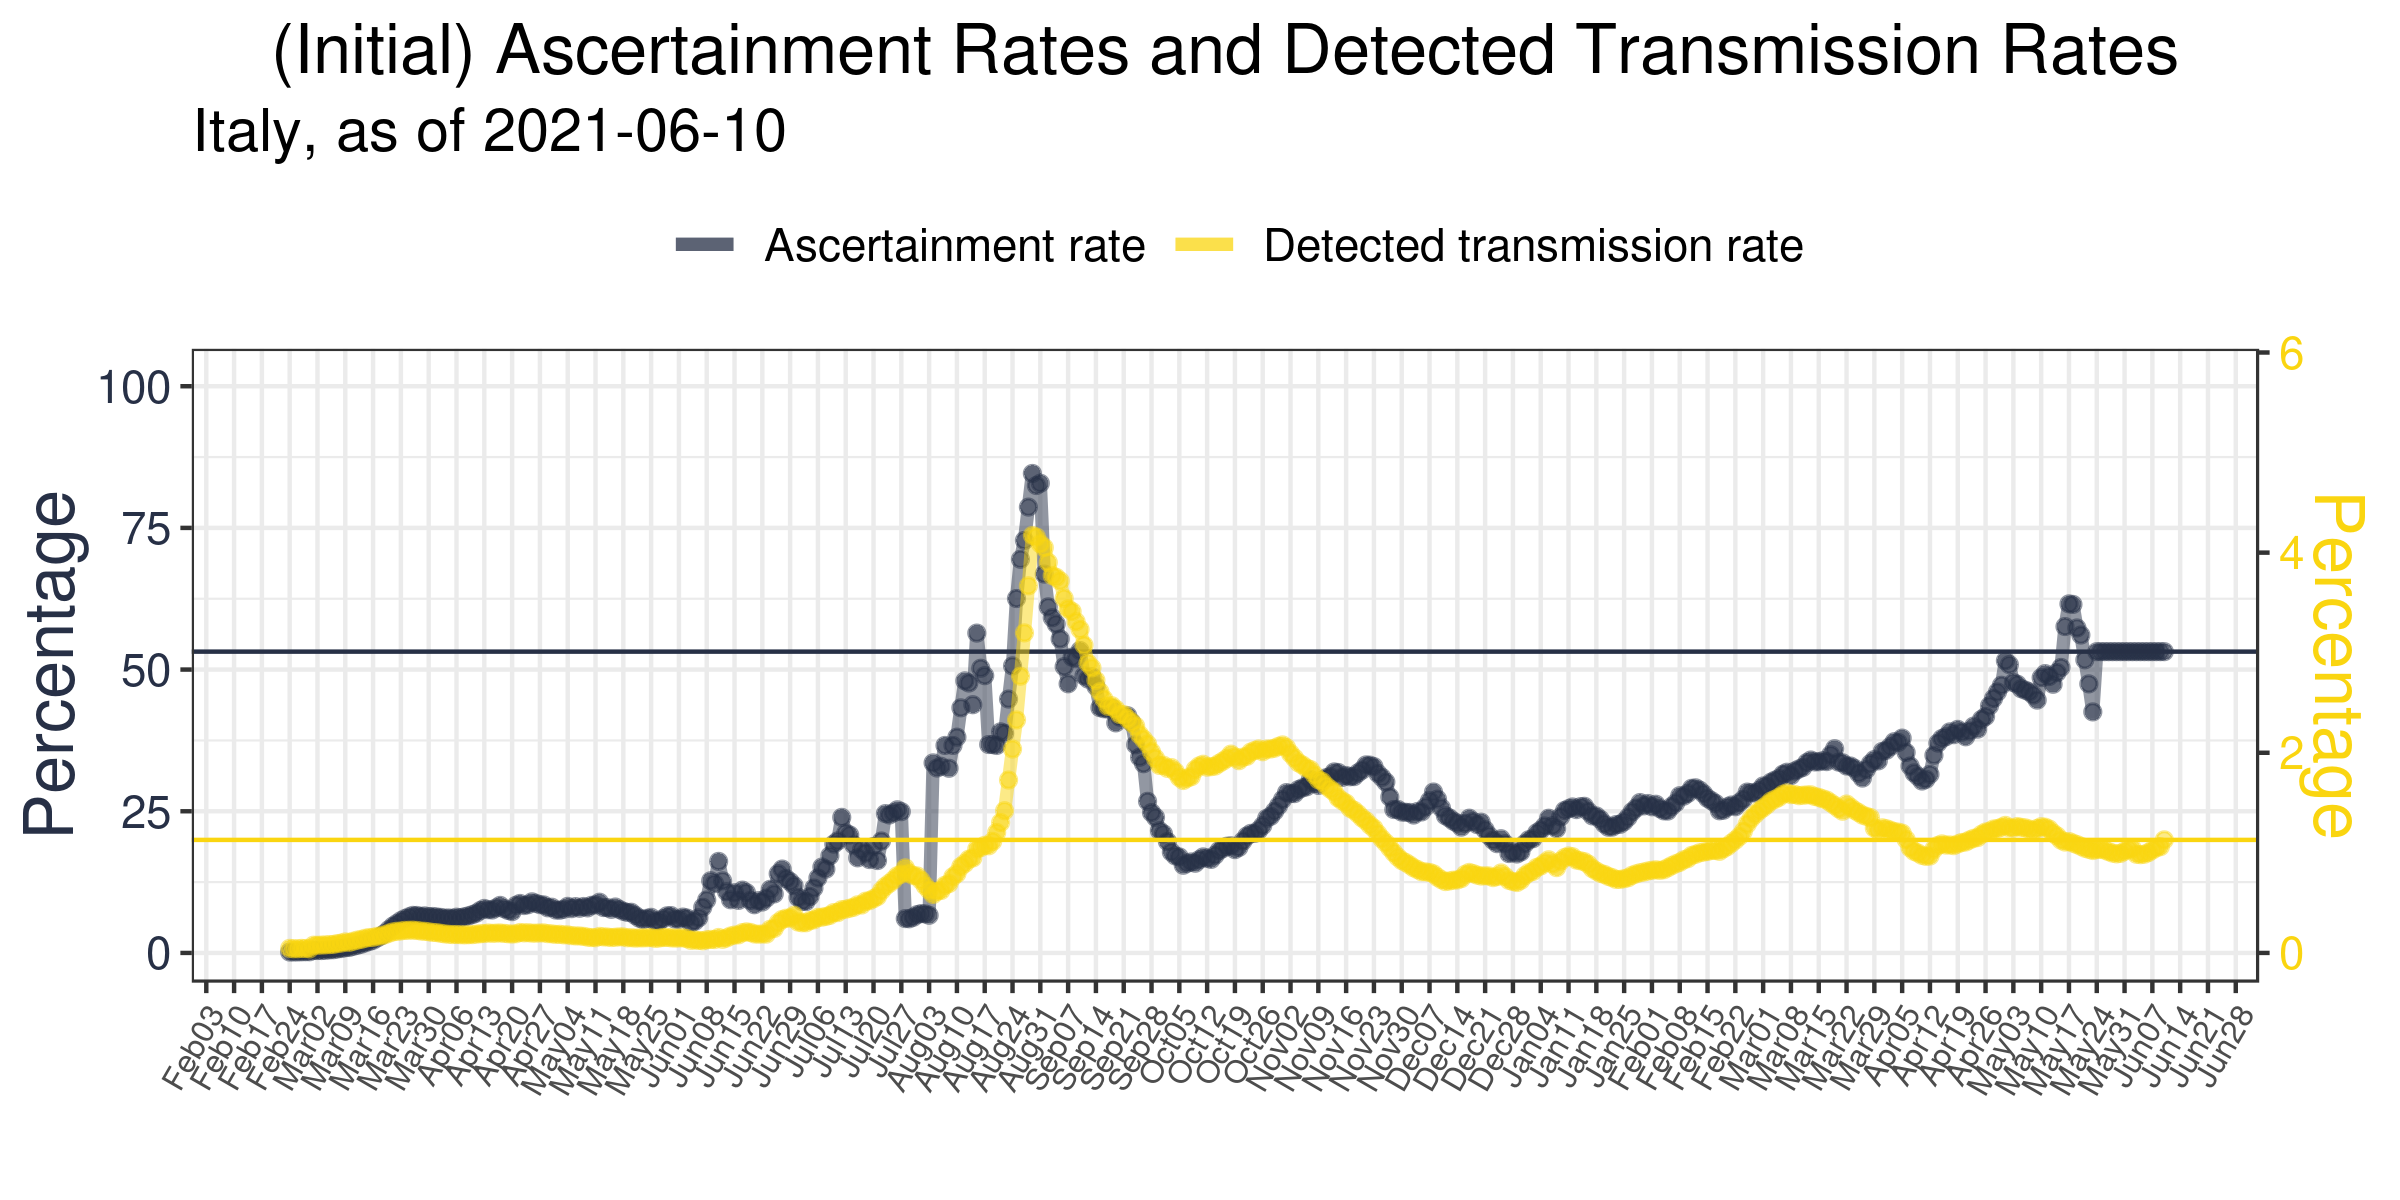 (Initial) Ascertainment Rates and Detected Transmission Rates
Italy, as of 2021-06-10
Ascertainment rate
Detected transmission rate
Percentage
100
75
50
25
0
6
4
2
0
Percentage
Feb03
Feb10
Feb17
Feb24
Mar02
Mar09
Mar16
Mar23
Mar30
Apr06
Apr13
Apr20
Apr27
May04
May11
May18
May25
Jun01
Jun08
Jun15
Jun22
Jun29
Jul06
Jul13
Jul20
Jul27
Aug03
Aug10
Aug17
Aug24
Aug31
Sep07
Sep14
Sep21
Sep28
Oct05
Oct12
Oct19
Oct26
Nov02
Nov09
Nov16
Nov23
Nov30
Dec07
Dec14
Dec21
Dec28
Jan04
Jan11
Jan18
Jan25
Feb01
Feb08
Feb15
Feb22
Mar01
Mar08
Mar15
Mar22
Mar29
Apr05
Apr12
Apr19
Apr26
May03
May10
May17
May24
May31
Jun07
Jun14
Jun21
Jun28